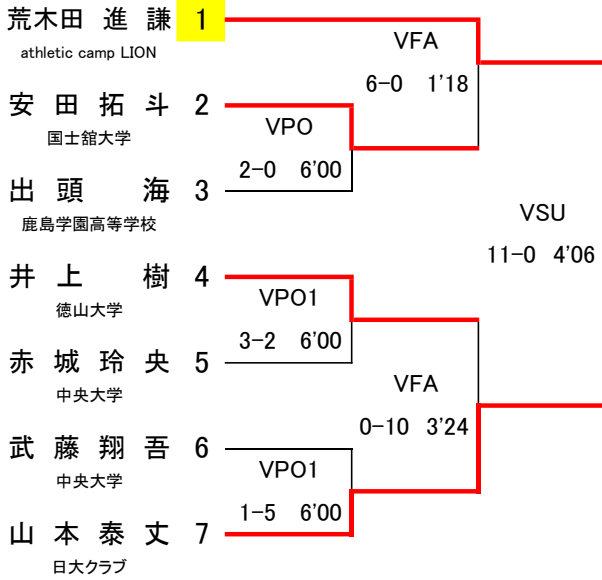 荒木田 進 謙 1
athletic camp LION
VFA
6-0 1'18
安 田 拓 斗 2
国士舘大学
VPO
2-0 6'00
出 頭 海 3
鹿島学園高等学校
VSU
11-0 4'06
井 上 樹 4
徳山大学
VPO1
3-2 6'00
赤 城 玲 央 5
中央大学
VFA
0-10 3'24
武 藤 翔 吾 6
中央大学
VPO1
1-5 6'00
山 本 泰 丈 7
日大クラブ